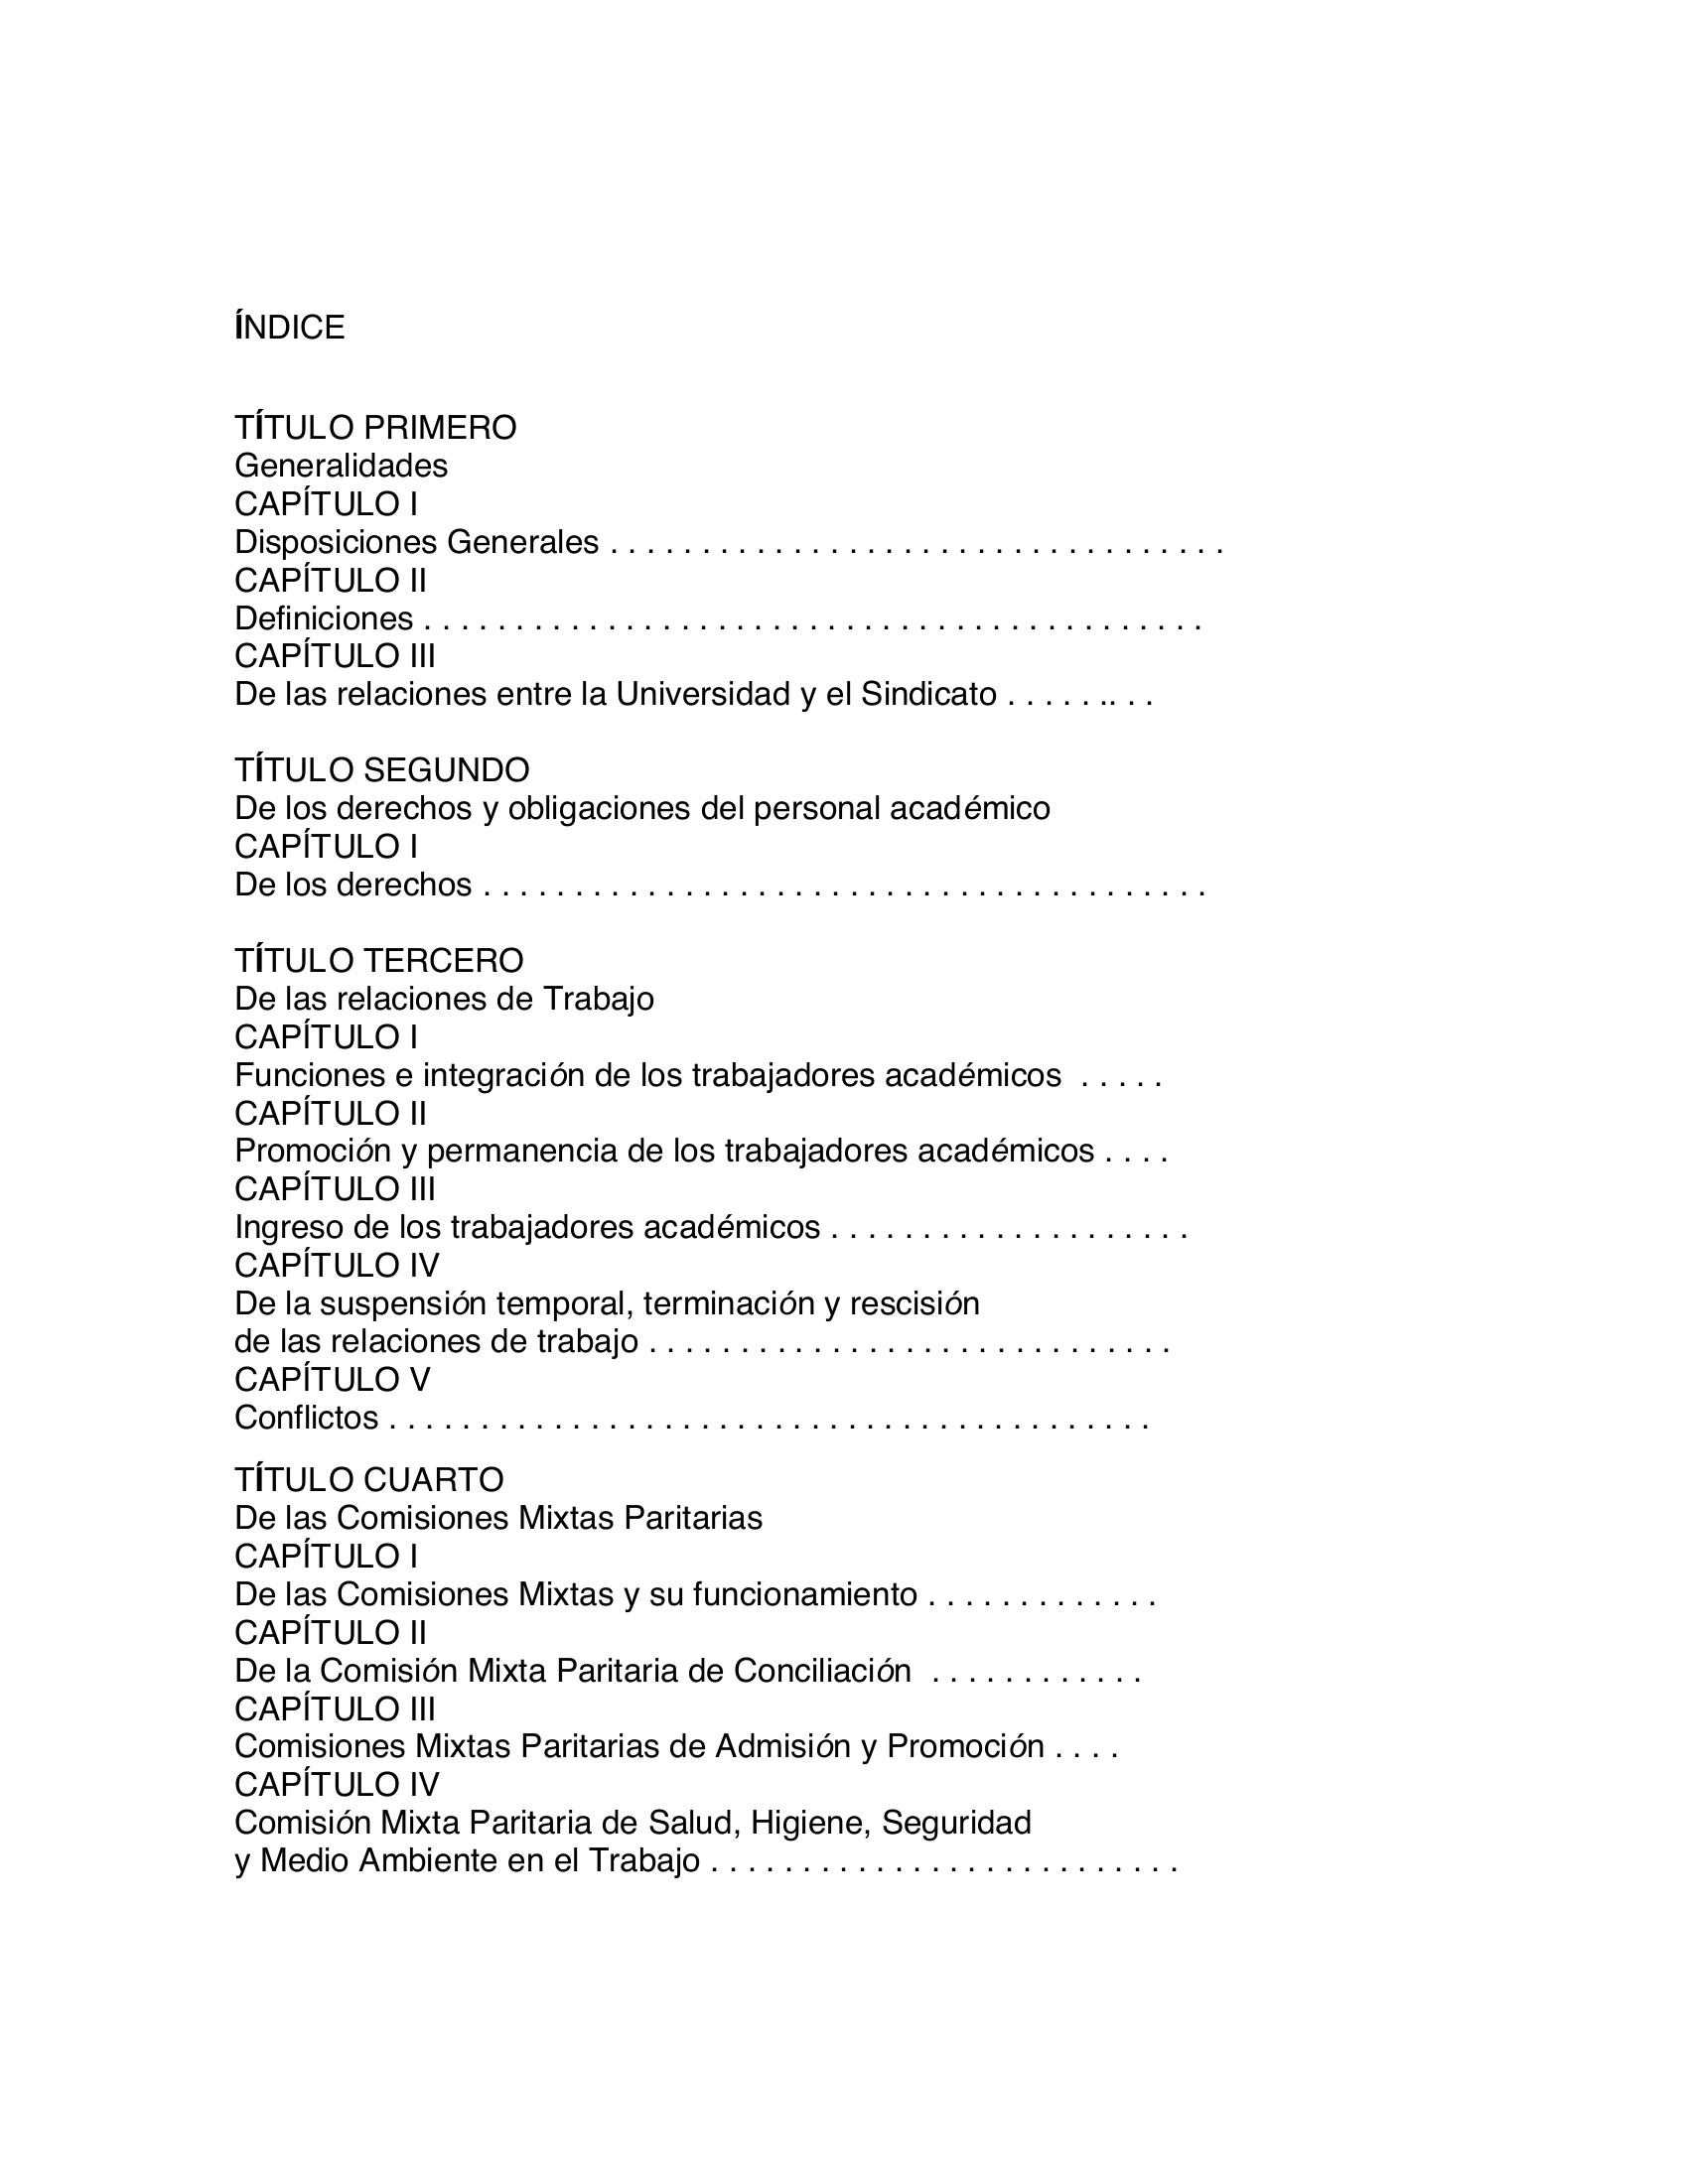 ÍNDICE
TÍTULO PRIMERO
Generalidades
CAPÍTULO I
Disposiciones Generales . . . . . . . . . . . . . . . . . . . . . . . . . . . . . . . . . .
CAPÍTULO II
Definiciones . . . . . . . . . . . . . . . . . . . . . . . . . . . . . . . . . . . . . . . . . . .
CAPÍTULO III
De las relaciones entre la Universidad y el Sindicato . . . . . .. . .
TÍTULO SEGUNDO
De los derechos y obligaciones del personal académico
CAPÍTULO I
De los derechos . . . . . . . . . . . . . . . . . . . . . . . . . . . . . . . . . . . . . . . .
TÍTULO TERCERO
De las relaciones de Trabajo
CAPÍTULO I
Funciones e integración de los trabajadores académicos . . . . .
CAPÍTULO II
Promoción y permanencia de los trabajadores académicos . . . .
CAPÍTULO III
Ingreso de los trabajadores académicos . . . . . . . . . . . . . . . . . . . .
CAPÍTULO IV
De la suspensión temporal, terminación y rescisión
de las relaciones de trabajo . . . . . . . . . . . . . . . . . . . . . . . . . . . . .
CAPÍTULO V
Conflictos . . . . . . . . . . . . . . . . . . . . . . . . . . . . . . . . . . . . . . . . . .
TÍTULO CUARTO
De las Comisiones Mixtas Paritarias
CAPÍTULO I
De las Comisiones Mixtas y su funcionamiento . . . . . . . . . . . . .
CAPÍTULO II
De la Comisión Mixta Paritaria de Conciliación . . . . . . . . . . . .
CAPÍTULO III
Comisiones Mixtas Paritarias de Admisión y Promoción . . . .
CAPÍTULO IV
Comisión Mixta Paritaria de Salud, Higiene, Seguridad
y Medio Ambiente en el Trabajo . . . . . . . . . . . . . . . . . . . . . . . . . .